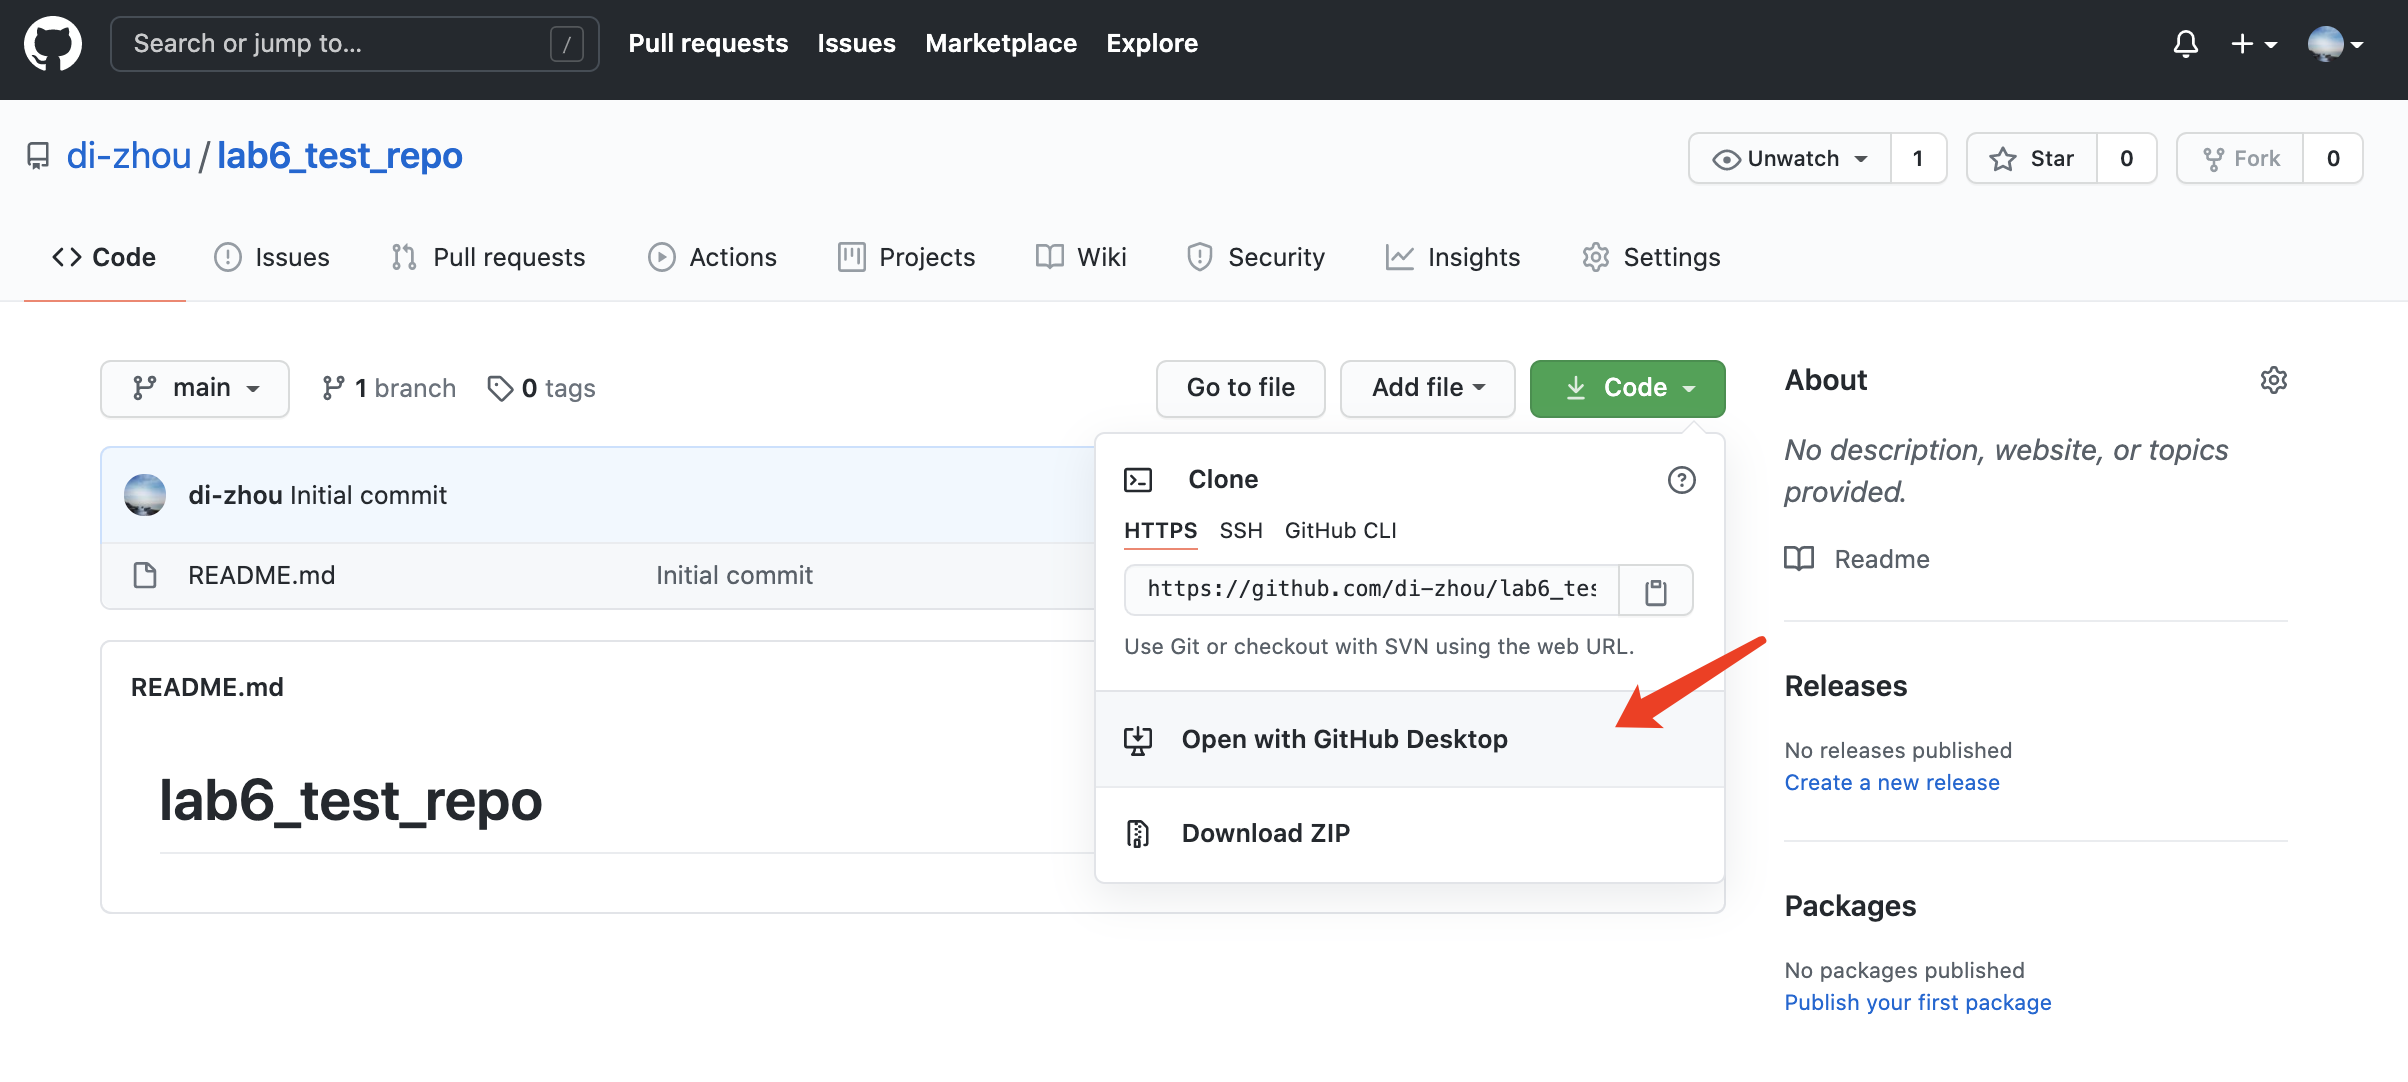 Search or jump to... / Pull requests Issues Marketplace Explore
di-zhou / lab6_test_repo Unwatch 1 Star 0 Fork 0
Code Issues Pull requests Actions Projects Wiki Security Insights Settings
main 1 branch 0 tags Go to file Add file Code
di-zhou Initial commit
README.md Initial commit
README.md
lab6_test_repo
Clone
HTTPS SSH GitHub CLI
https://github.com/di-zhou/lab6_tes
Use Git or checkout with SVN using the web URL.
Open with GitHub Desktop
Download ZIP
About
No description, website, or topics
provided.
Readme
Releases
No releases published
Create a new release
Packages
No packages published
Publish your first package